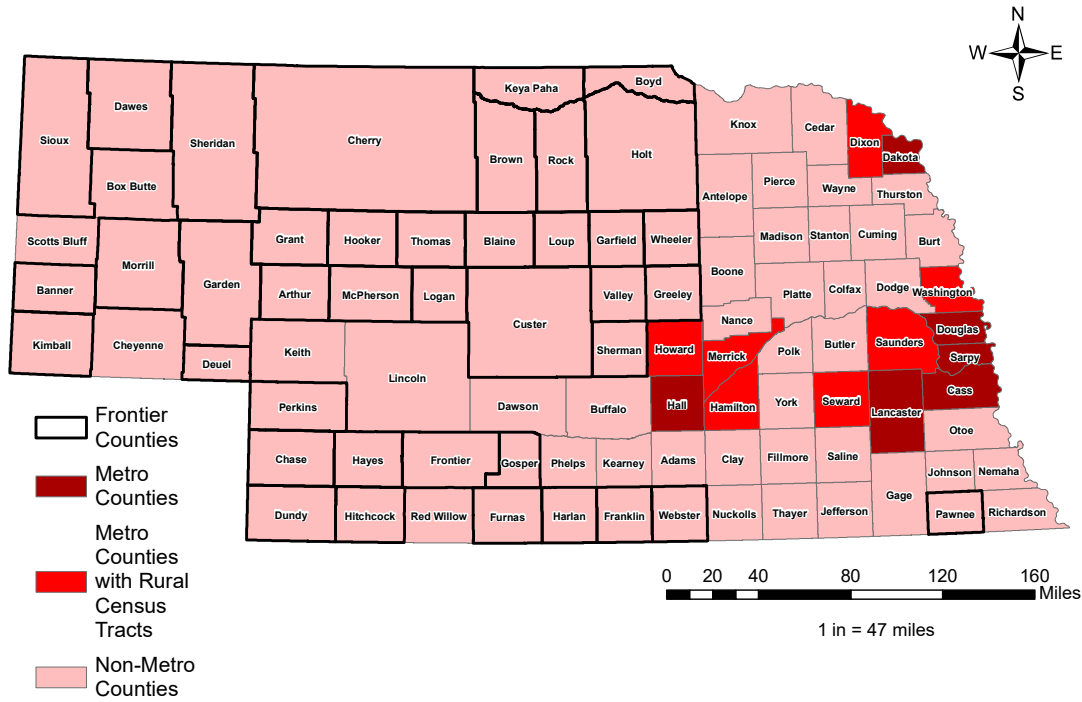 N
W E
S
Keya Paha
Boyd
Dawes
Knox
Cedar
Sioux
Sheridan
Cherry
Dixon
Brown
Rock
Holt
Dakota
Box Butte
Pierce
Wayne
Thurston
Antelope
Scotts Bluff
Grant
Hooker
Thomas
Blaine
Loup
Garfield
Wheeler
Madison
Stanton
Cuming
Burt
Morrill
Garden
Boone
Banner
Arthur
McPherson
Logan
Valley
Greeley
Platte
Colfax
Dodge
Washington
Custer
Nance
Douglas
Kimball
Cheyenne
Keith
Sherman
Howard
Merrick
Polk
Butler
Saunders
Sarpy
Deuel
Lincoln
Cass
Perkins
Dawson
Buffalo
Hall
Hamilton
York
Seward
Lancaster
Otoe
Chase
Hayes
Frontier
Gosper
Phelps
Kearney
Adams
Clay
Fillmore
Saline
Johnson
Nemaha
Gage
Dundy
Hitchcock
Red Willow
Furnas
Harlan
Franklin
Webster
Nuckolls
Thayer
Jefferson
Pawnee
Richardson
Frontier
Counties
Metro
Counties
Metro
Counties
with Rural
Census
Tracts
Non-Metro
Counties
0 20 40 80 120 160
Miles
1 in = 47 miles